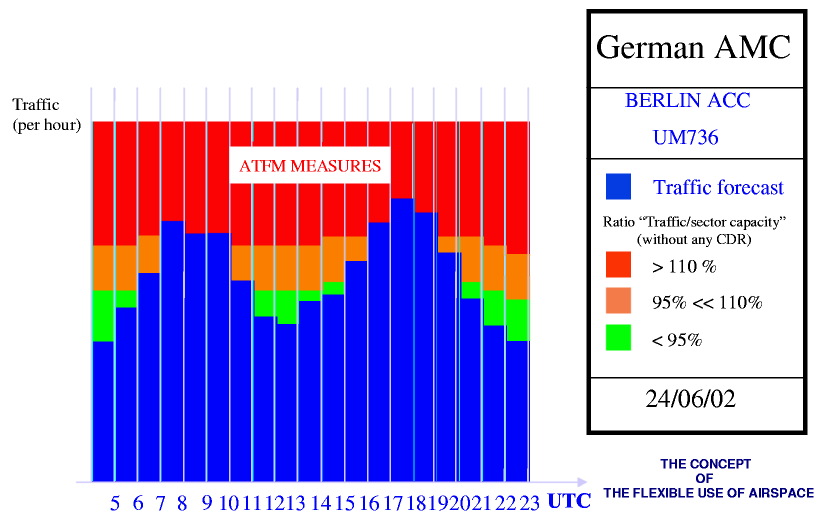 German AMC
Traffic
(per hour)
BERLIN ACC
UM736
ATFM MEASURES
Traffic forecast
Ratio “Traffic/sector capacity”
(without any CDR)
> 110 %
95% << 110%
< 95%
24/06/02
5 6 7 8 9 10 11 12 13 14 15 16 17 18 19 20 21 22 23 UTC
THE CONCEPT
OF
THE FLEXIBLE USE OF AIRSPACE